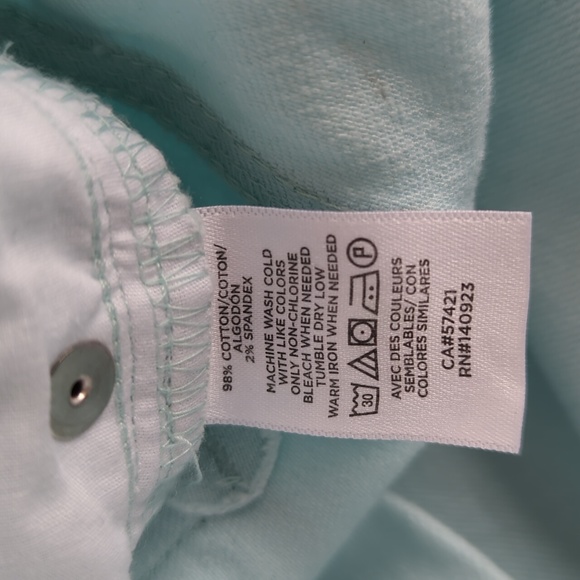 98% COTTON/COTON/
ALGODÓN
2% SPANDEX
MACHINE WASH COLD
WITH LIKE COLORS
ONLY NON-CHLORINE
BLEACH WHEN NEEDED
TUMBLE DRY LOW
WARM IRON WHEN NEEDED
30 P
AVEC DES COULEURS
SEMBLABLES/ CON
COLORES SIMILARES
CA#57421
RN#140923